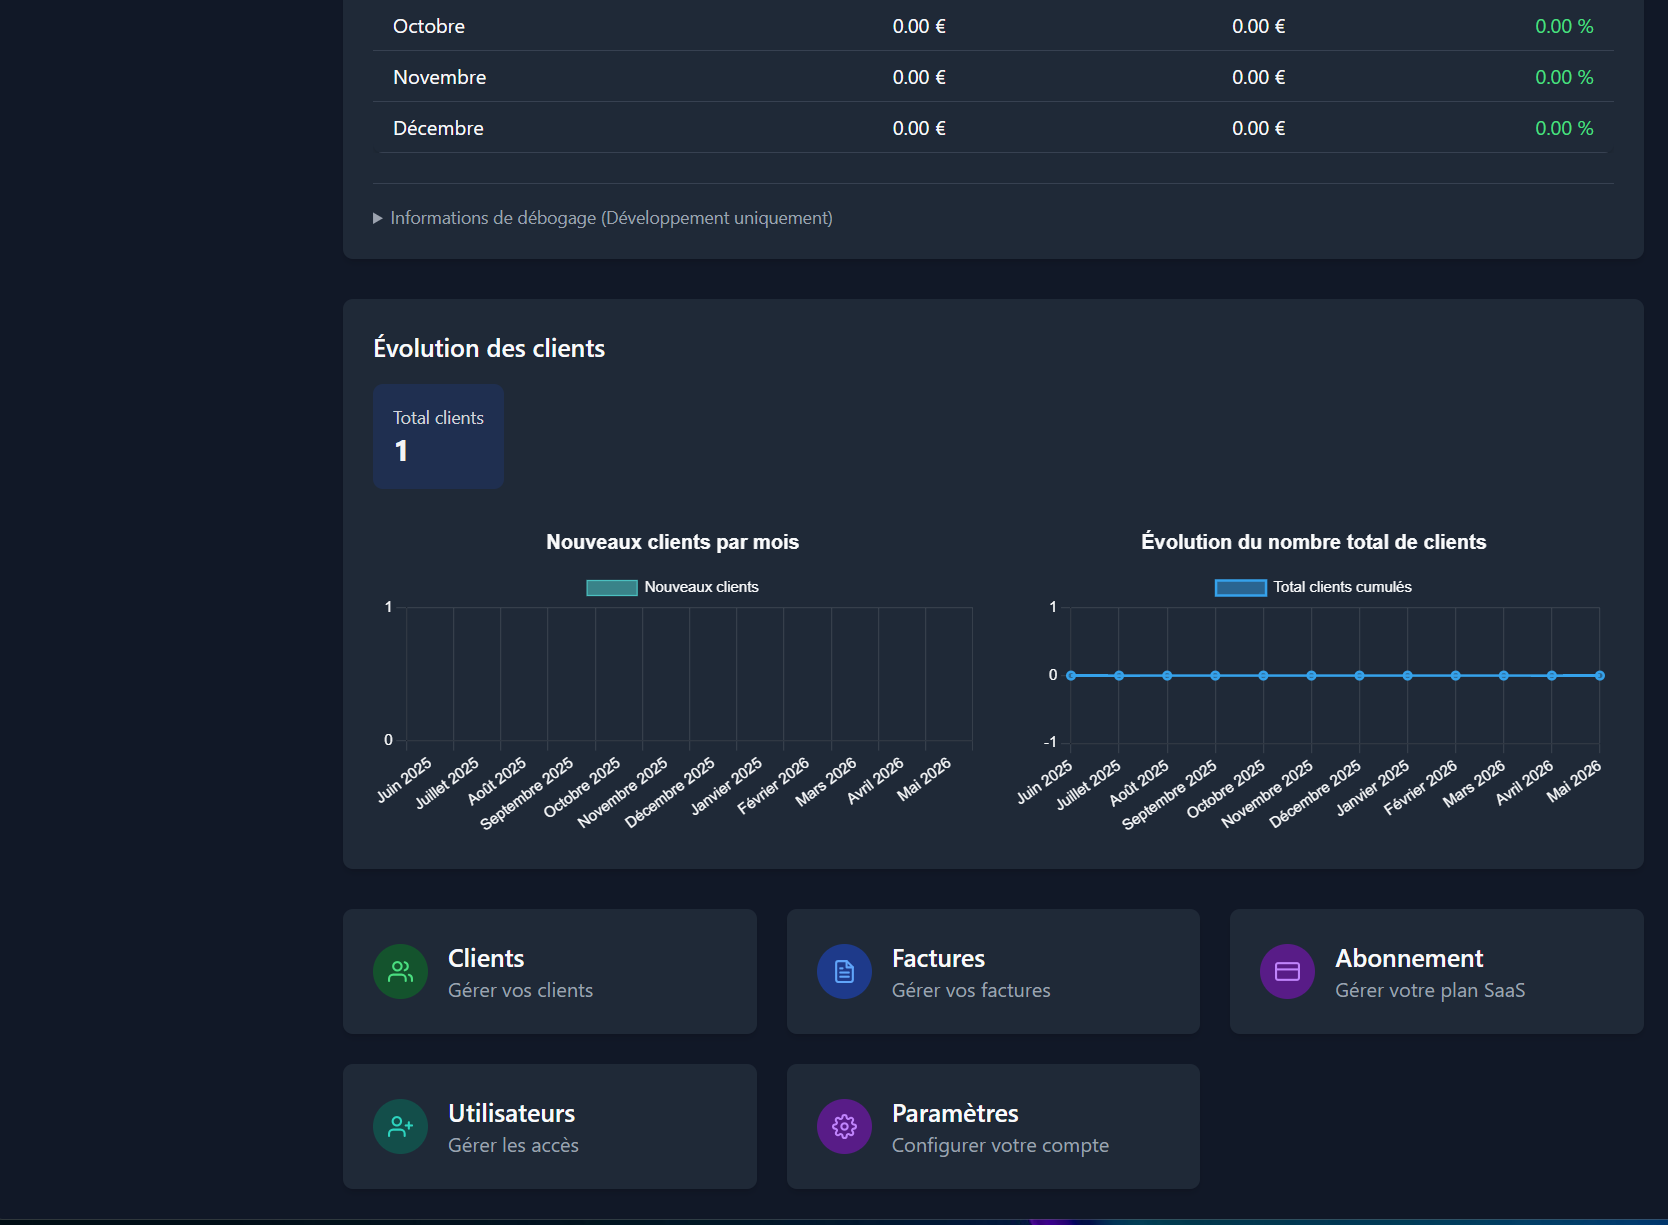 Octobre 0.00 € 0.00 € 0.00 %
Novembre 0.00 € 0.00 € 0.00 %
Décembre 0.00 € 0.00 € 0.00 %
Informations de débogage (Développement uniquement)
Évolution des clients
Total clients
1
Nouveaux clients par mois
Nouveaux clients
1
0
Juin 2025 Juillet 2025 Août 2025 Septembre 2025 Octobre 2025 Novembre 2025 Décembre 2025 Janvier 2026 Février 2026 Mars 2026 Avril 2026 Mai 2026
Évolution du nombre total de clients
Total clients cumulés
1
0
-1
Juin 2025 Juillet 2025 Août 2025 Septembre 2025 Octobre 2025 Novembre 2025 Décembre 2025 Janvier 2026 Février 2026 Mars 2026 Avril 2026 Mai 2026
Clients
Gérer vos clients
Factures
Gérer vos factures
Abonnement
Gérer votre plan SaaS
Utilisateurs
Gérer les accès
Paramètres
Configurer votre compte